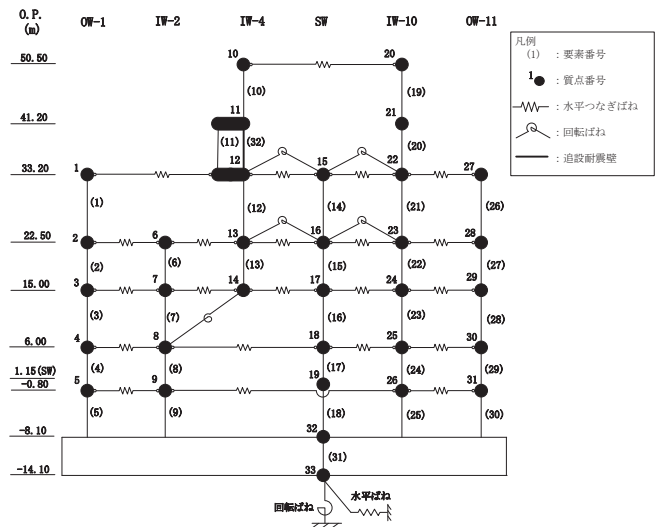 O.P.
(m)
OW-1 IW-2 IW-4 SW IW-10 OW-11
50.50 10 20
(10) (19)
41.20 11 21
(11) (32) (20)
33.20 1 12 15 22 27
(1) (12) (14) (21) (26)
22.50 2 6 13 16 23 28
(2) (6) (13) (15) (22) (27)
15.00 3 7 14 17 24 29
(3) (7) (16) (23) (28)
6.00 4 8 18 25 30
(4) (8) (17) (24) (29)
1.15(SW) 19
-0.80 5 9 26 31
(5) (9) (18) (25) (30)
-8.10 32
(31)
-14.10 33
水平ばね
回転ばね
凡例
(1) : 要素番号
1 : 質点番号
: 水平つなぎばね
: 回転ばね
: 追設耐震壁